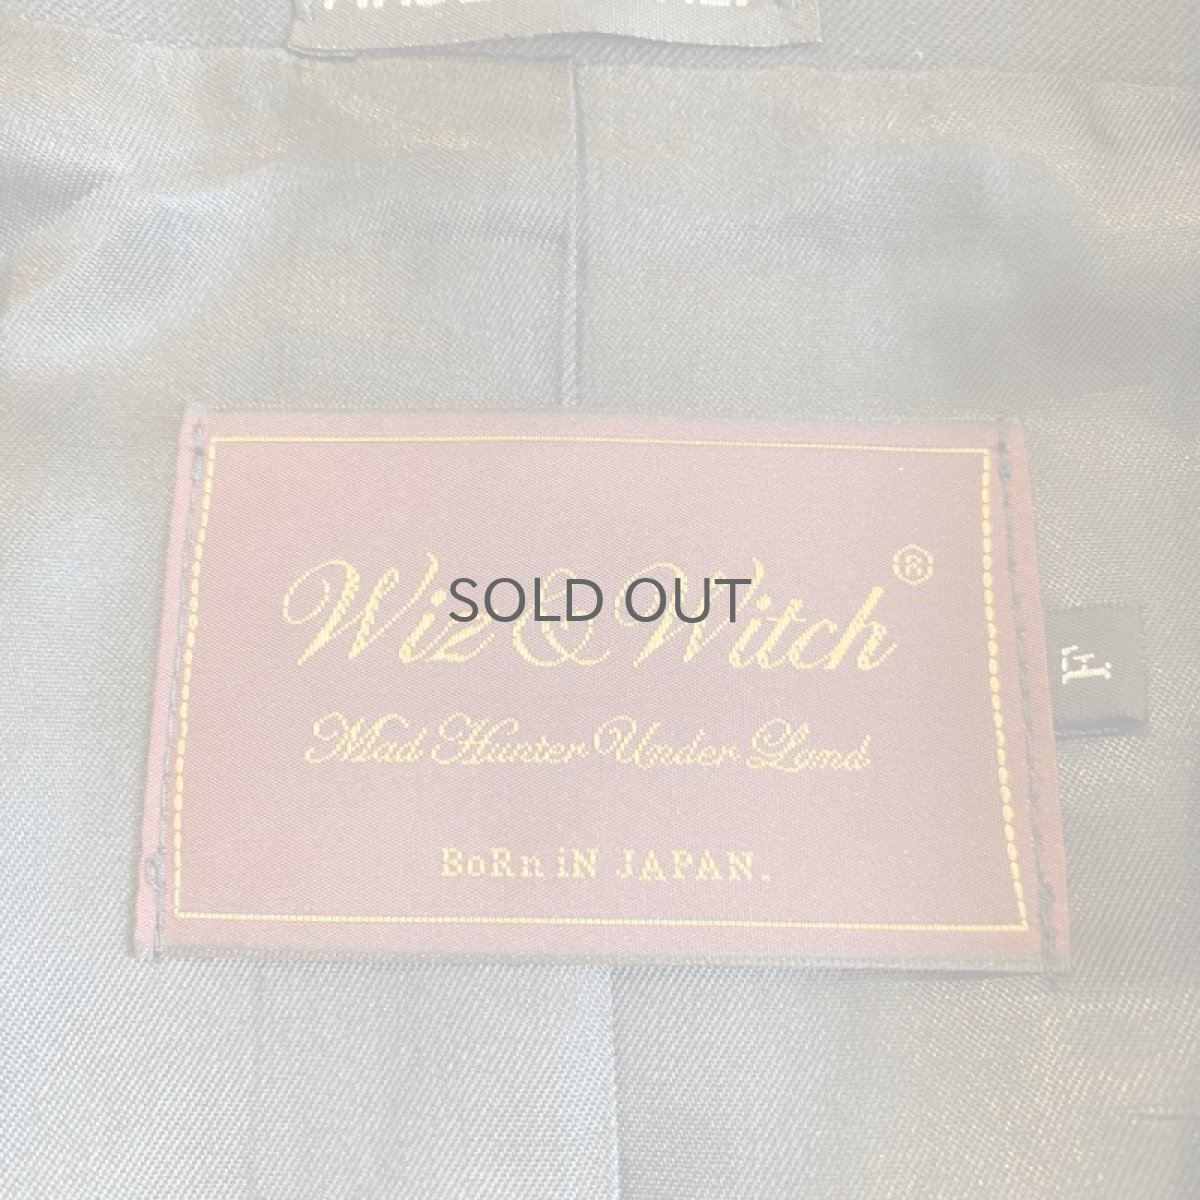 Wiz & Witch ®
SOLD OUT
Mad Hunter Under Land
BoRn iN JAPAN.
F.